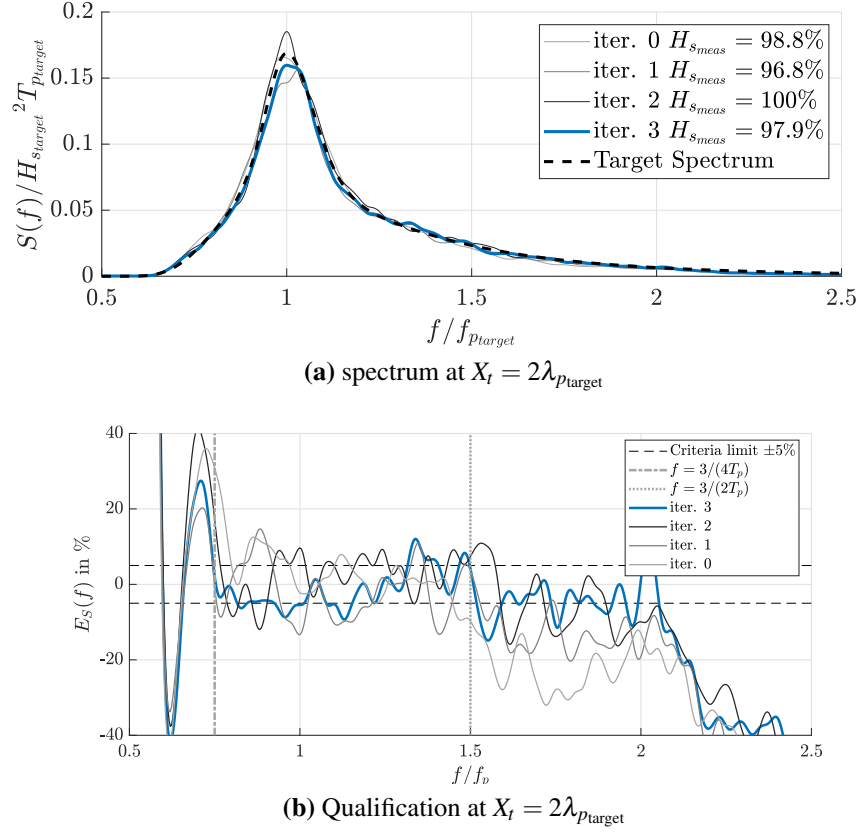 0.2
0.15
0.1
0.05
0
S(f)/H_{s_{target}}^2 T_{p_{target}}
iter. 0 H_{s_{meas}} = 98.8%
iter. 1 H_{s_{meas}} = 96.8%
iter. 2 H_{s_{meas}} = 100%
iter. 3 H_{s_{meas}} = 97.9%
Target Spectrum
0.5 1 1.5 2 2.5
f/f_{p_{target}}
(a) spectrum at X_t = 2λ_{p_{target}}
40
20
0
-20
-40
E_S(f) in %
Criteria limit ±5%
f = 3/(4T_p)
f = 3/(2T_p)
iter. 3
iter. 2
iter. 1
iter. 0
0.5 1 1.5 2 2.5
f/f_p
(b) Qualification at X_t = 2λ_{p_{target}}